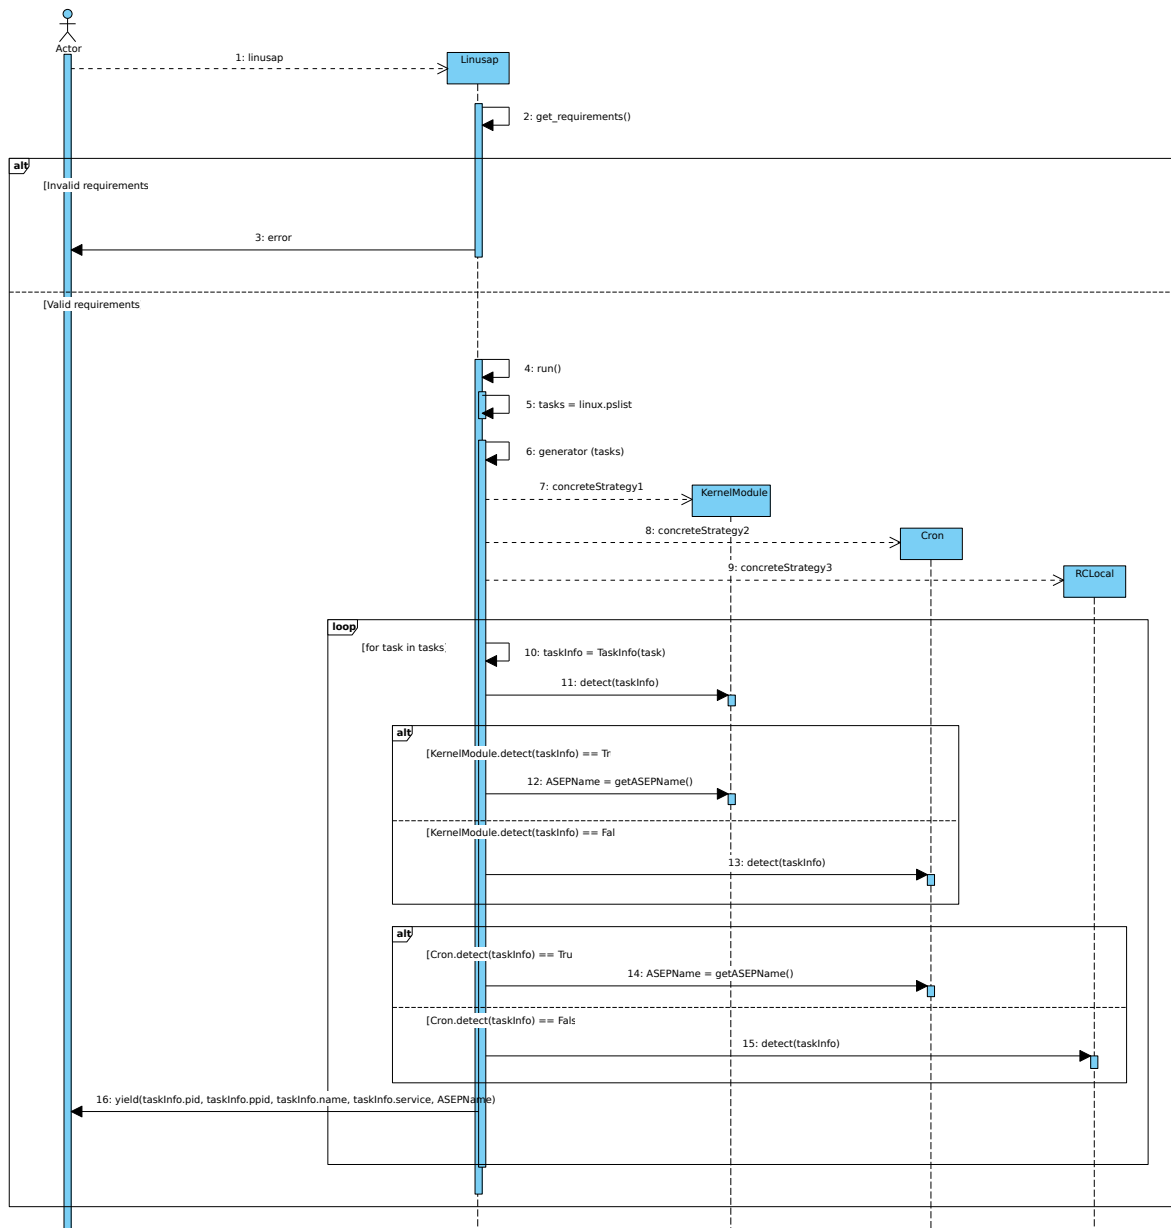 Actor
1: linusap
Linusap
2: get_requirements()
alt
[Invalid requirements
3: error
[Valid requirements
4: run()
5: tasks = linux.pslist
6: generator (tasks)
7: concreteStrategy1
KernelModule
8: concreteStrategy2
Cron
9: concreteStrategy3
RCLocal
loop
[for task in tasks]
10: taskInfo = TaskInfo(task)
11: detect(taskInfo)
alt
[KernelModule.detect(taskInfo) == Tr
12: ASEPName = getASEPName()
[KernelModule.detect(taskInfo) == Fal
13: detect(taskInfo)
alt
[Cron.detect(taskInfo) == Tru
14: ASEPName = getASEPName()
[Cron.detect(taskInfo) == Fals
15: detect(taskInfo)
16: yield(taskInfo.pid, taskInfo.ppid, taskInfo.name, taskInfo.service, ASEPName)